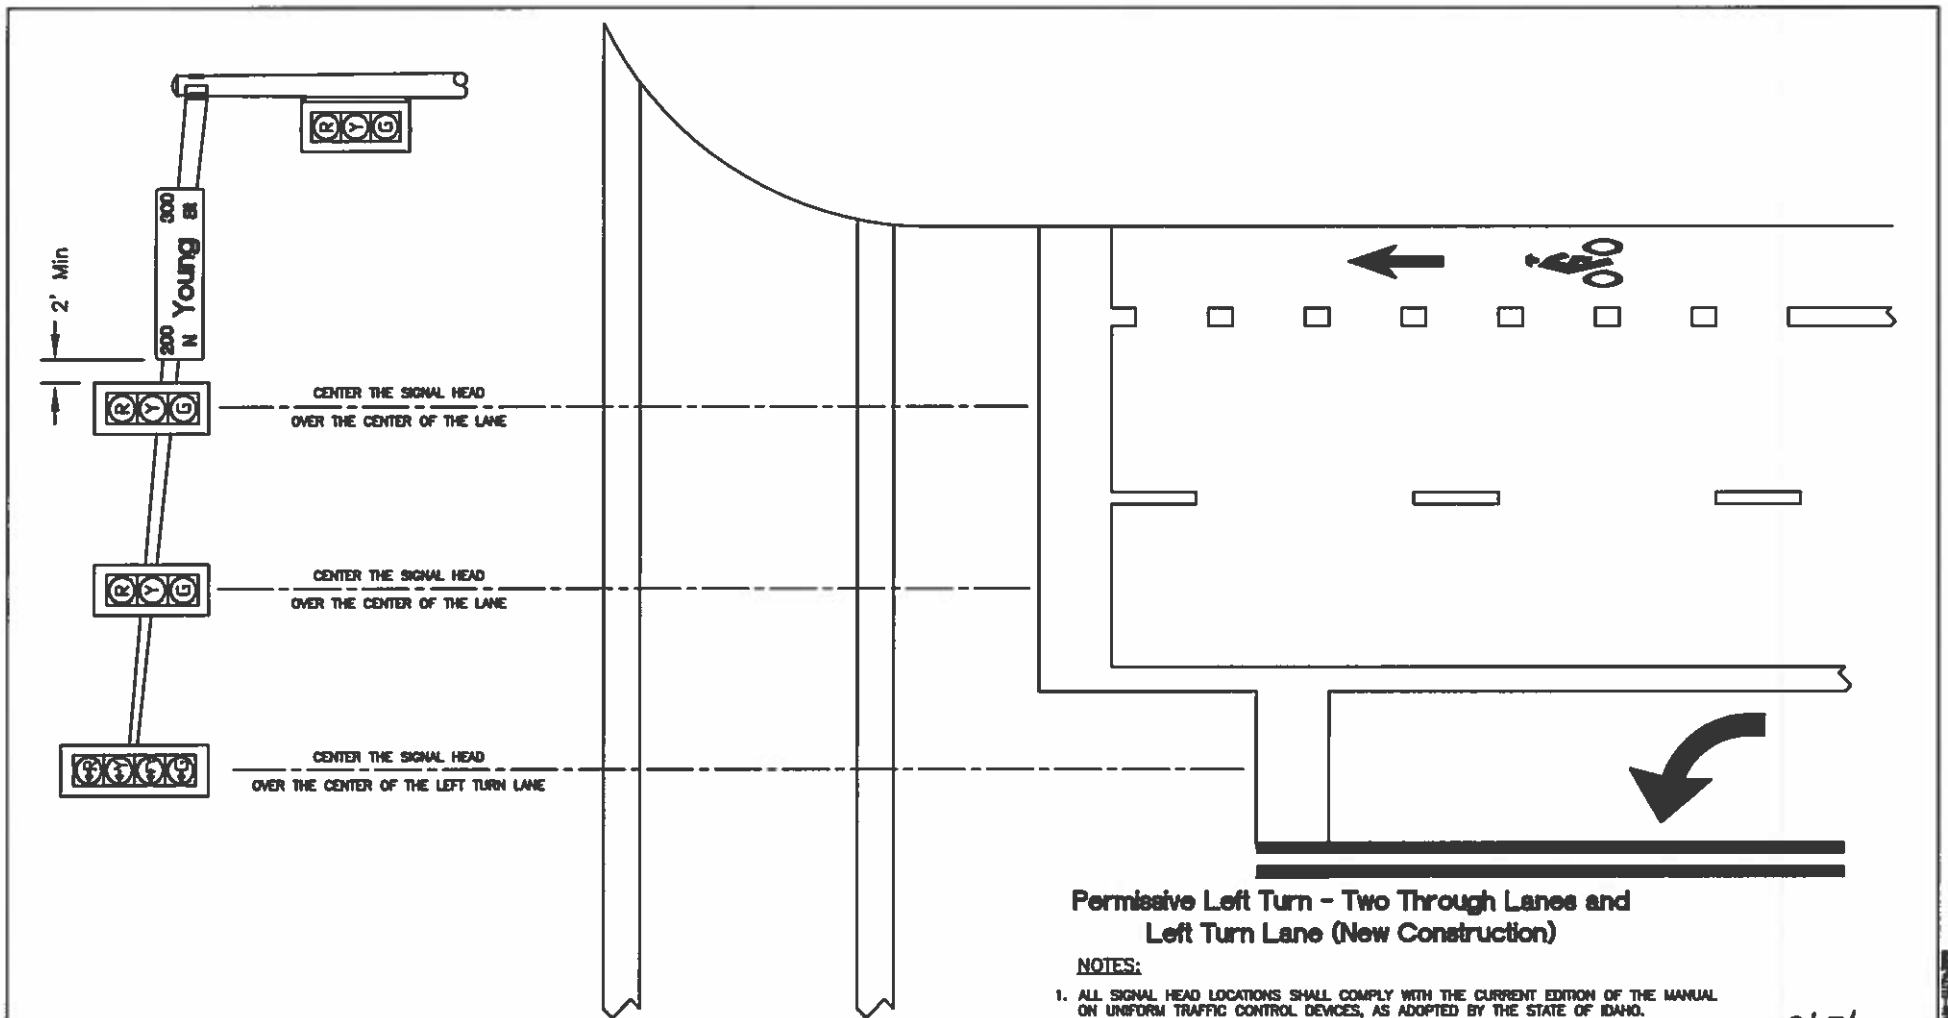 R Y G
300
St
Young
200
N
2' Min
R Y G
CENTER THE SIGNAL HEAD
OVER THE CENTER OF THE LANE
R Y G
CENTER THE SIGNAL HEAD
OVER THE CENTER OF THE LANE
CENTER THE SIGNAL HEAD
OVER THE CENTER OF THE LEFT TURN LANE
Permissive Left Turn - Two Through Lanes and
Left Turn Lane (New Construction)
NOTES:
1. ALL SIGNAL HEAD LOCATIONS SHALL COMPLY WITH THE CURRENT EDITION OF THE MANUAL
ON UNIFORM TRAFFIC CONTROL DEVICES, AS ADOPTED BY THE STATE OF IDAHO.